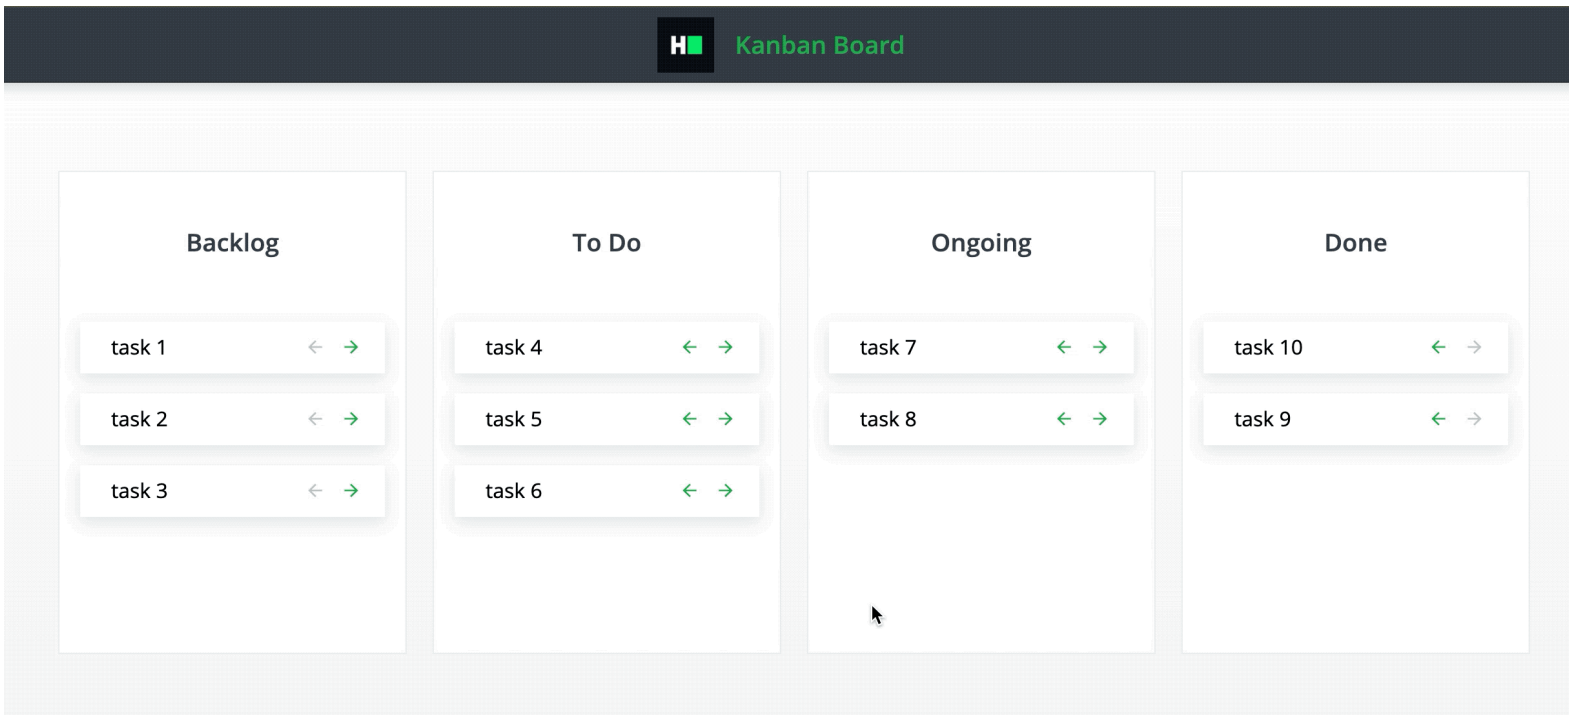 H Kanban Board
Backlog
task 1
task 2
task 3
To Do
task 4
task 5
task 6
Ongoing
task 7
task 8
Done
task 10
task 9